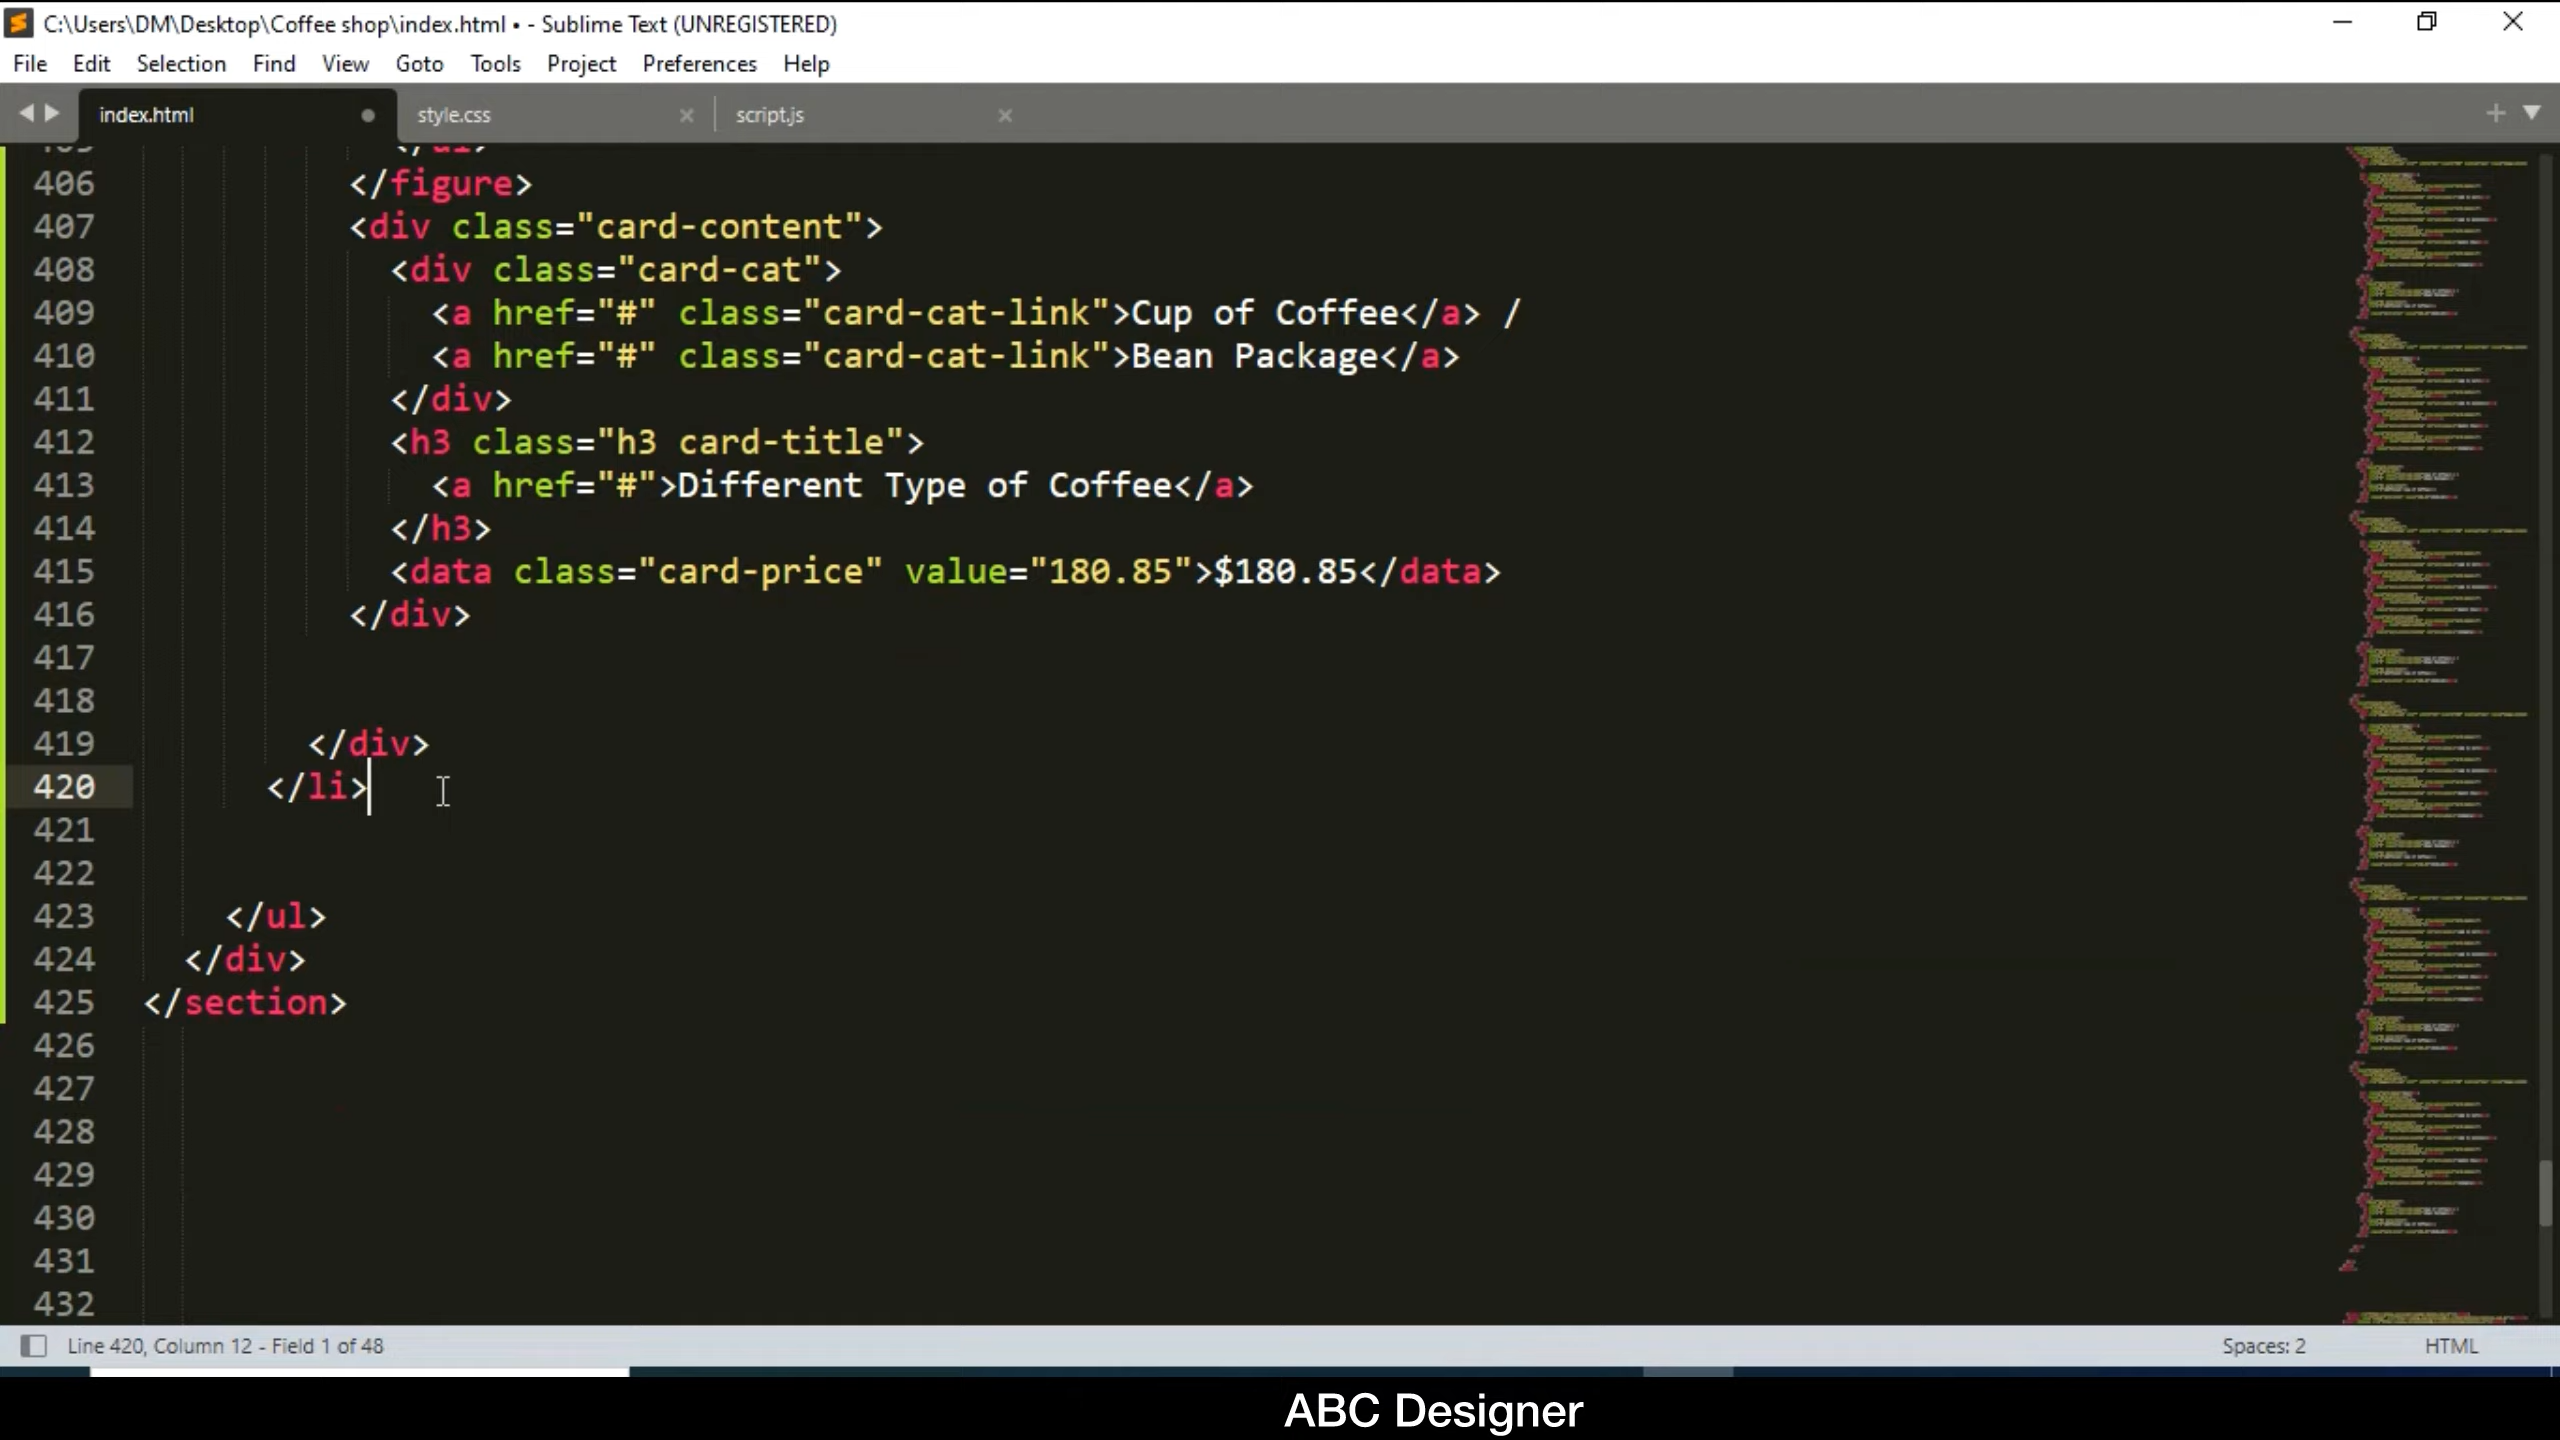 C:\Users\DM\Desktop\Coffee shop\index.html • - Sublime Text (UNREGISTERED)
File Edit Selection Find View Goto Tools Project Preferences Help
index.html style.css script.js
406 </figure>
407 <div class="card-content">
408 <div class="card-cat">
409 <a href="#" class="card-cat-link">Cup of Coffee</a> /
410 <a href="#" class="card-cat-link">Bean Package</a>
411 </div>
412 <h3 class="h3 card-title">
413 <a href="#">Different Type of Coffee</a>
414 </h3>
415 <data class="card-price" value="180.85">$180.85</data>
416 </div>
417
418
419 </div>
420 </li>
421
422
423 </ul>
424 </div>
425 </section>
426
427
428
429
430
431
432
Line 420, Column 12 - Field 1 of 48 Spaces: 2 HTML
ABC Designer